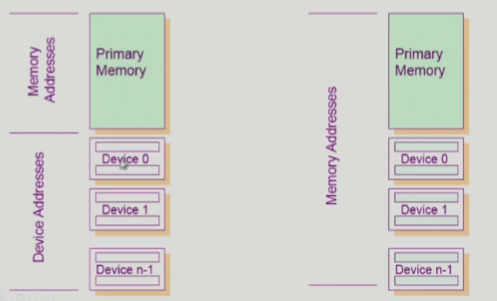 Memory
Addresses
Primary
Memory
Device Addresses
Device 0
Device 1
Device n-1
Memory Addresses
Primary
Memory
Device 0
Device 1
Device n-1